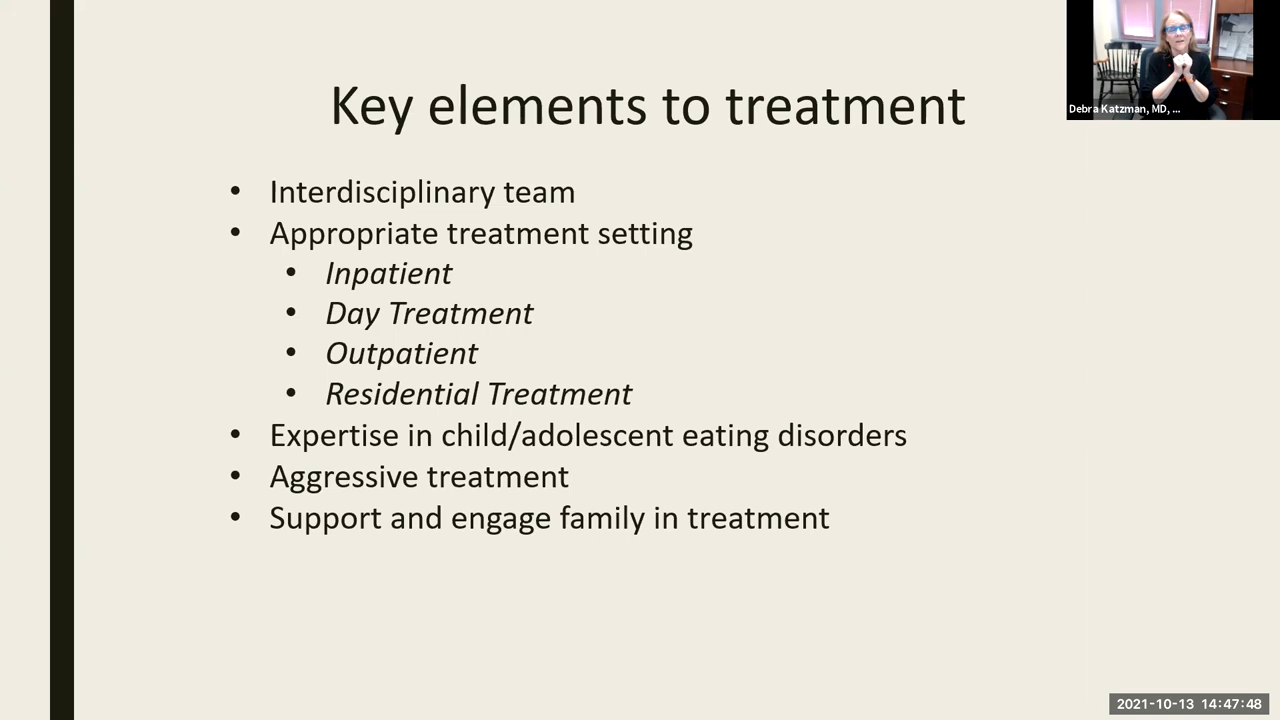 Key elements to treatment
Debra Katzman, MD, ...
• Interdisciplinary team
• Appropriate treatment setting
• Inpatient
• Day Treatment
• Outpatient
• Residential Treatment
• Expertise in child/adolescent eating disorders
• Aggressive treatment
• Support and engage family in treatment
2021-10-13 14:47:48